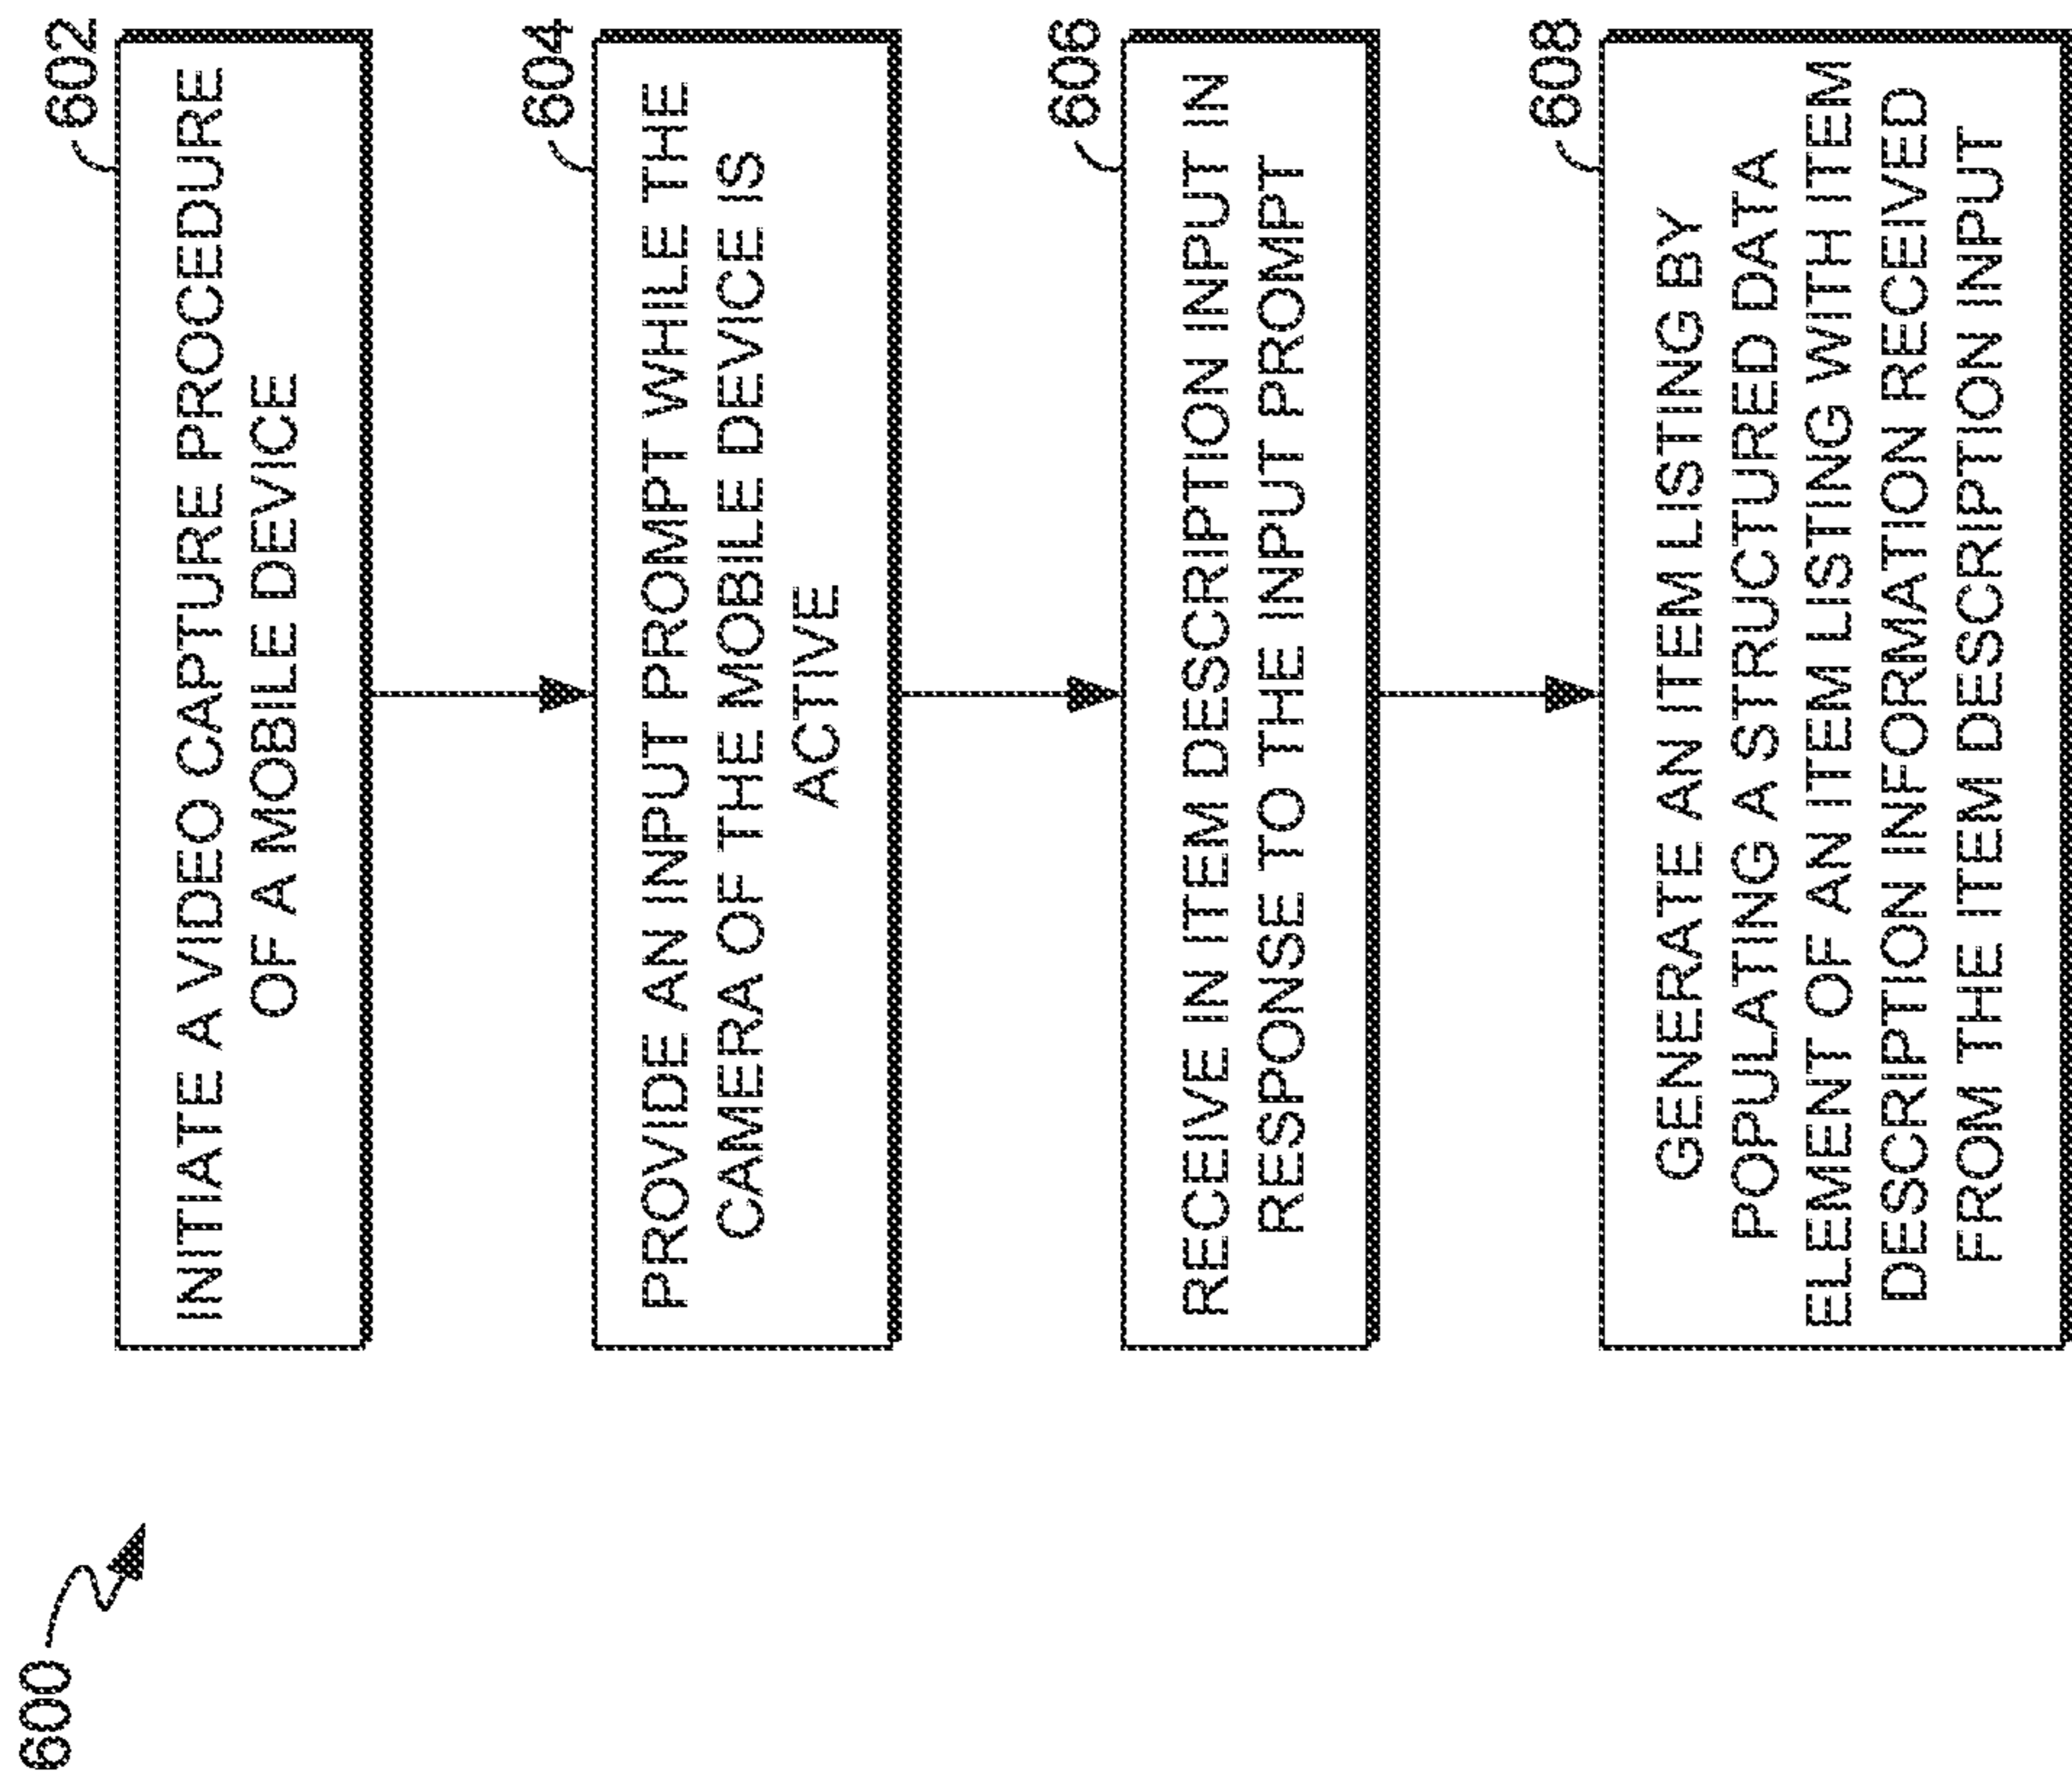 600
602
INITIATE A VIDEO CAPTURE PROCEDURE
OF A MOBILE DEVICE
604
PROVIDE AN INPUT PROMPT WHILE THE
CAMERA OF THE MOBILE DEVICE IS
ACTIVE
606
RECEIVE IN ITEM DESCRIPTION INPUT IN
RESPONSE TO THE INPUT PROMPT
608
GENERATE AN ITEM LISTING BY
POPULATING A STRUCTURED DATA
ELEMENT OF AN ITEM LISTING WITH ITEM
DESCRIPTION INFORMATION RECEIVED
FROM THE ITEM DESCRIPTION INPUT